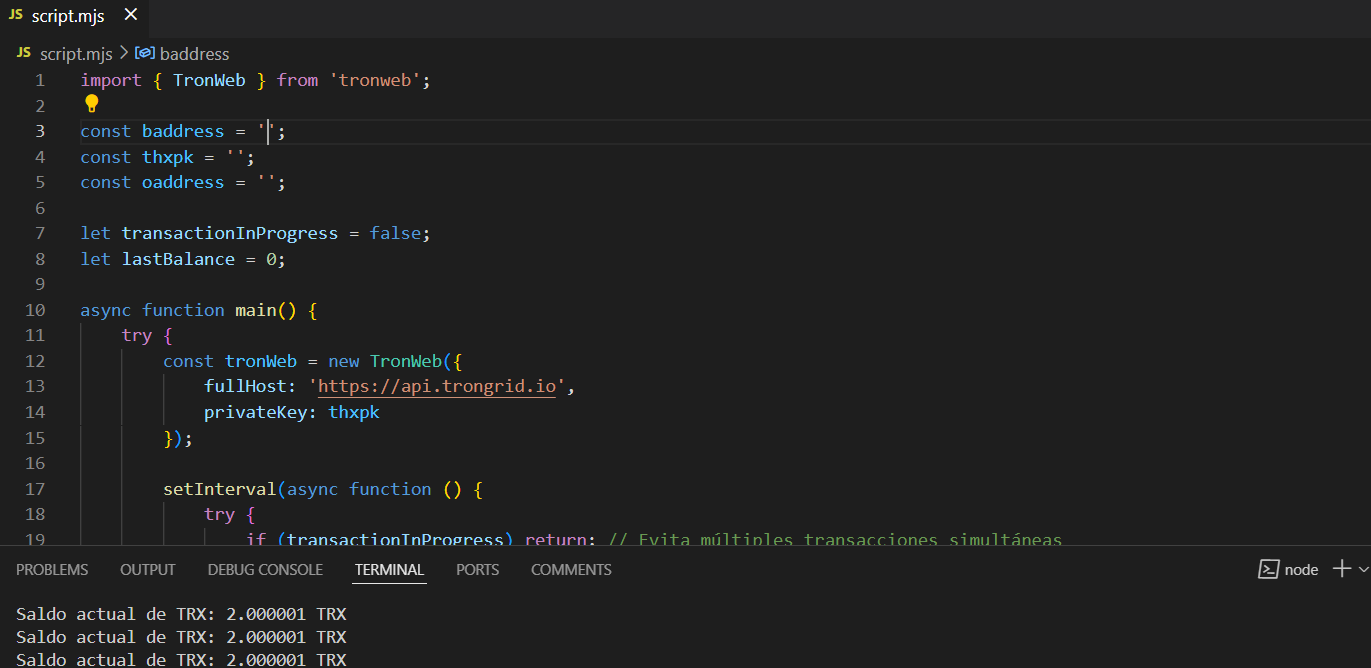 JS script.mjs ×
JS script.mjs > baddress
1 import { TronWeb } from 'tronweb';
2
3 const baddress = '';
4 const thxpk = '';
5 const oaddress = '';
6
7 let transactionInProgress = false;
8 let lastBalance = 0;
9
10 async function main() {
11 try {
12 const tronWeb = new TronWeb({
13 fullHost: 'https://api.trongrid.io',
14 privateKey: thxpk
15 });
16
17 setInterval(async function () {
18 try {
19 if (transactionInProgress) return; // Evita múltiples transacciones simultáneas
PROBLEMS OUTPUT DEBUG CONSOLE TERMINAL PORTS COMMENTS node
Saldo actual de TRX: 2.000001 TRX
Saldo actual de TRX: 2.000001 TRX
Saldo actual de TRX: 2.000001 TRX